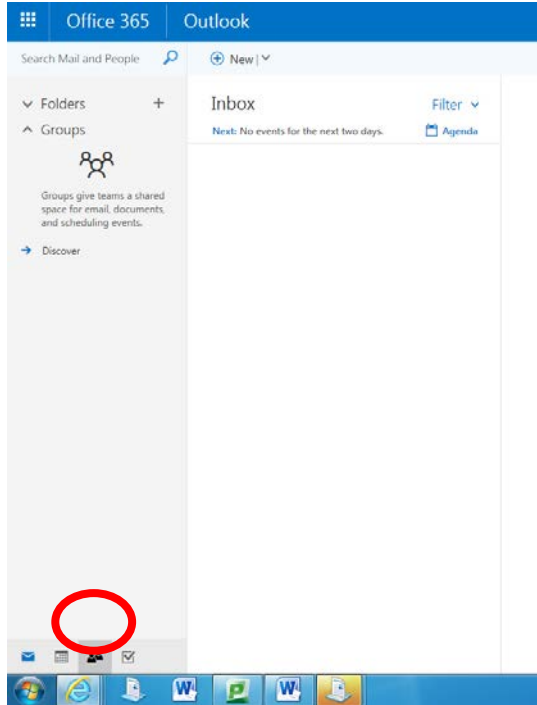 Office 365 Outlook
Search Mail and People New
Folders
Groups
Groups give teams a shared
space for email, documents,
and scheduling events.
Discover
Inbox Filter
Next: No events for the next two days. Agenda